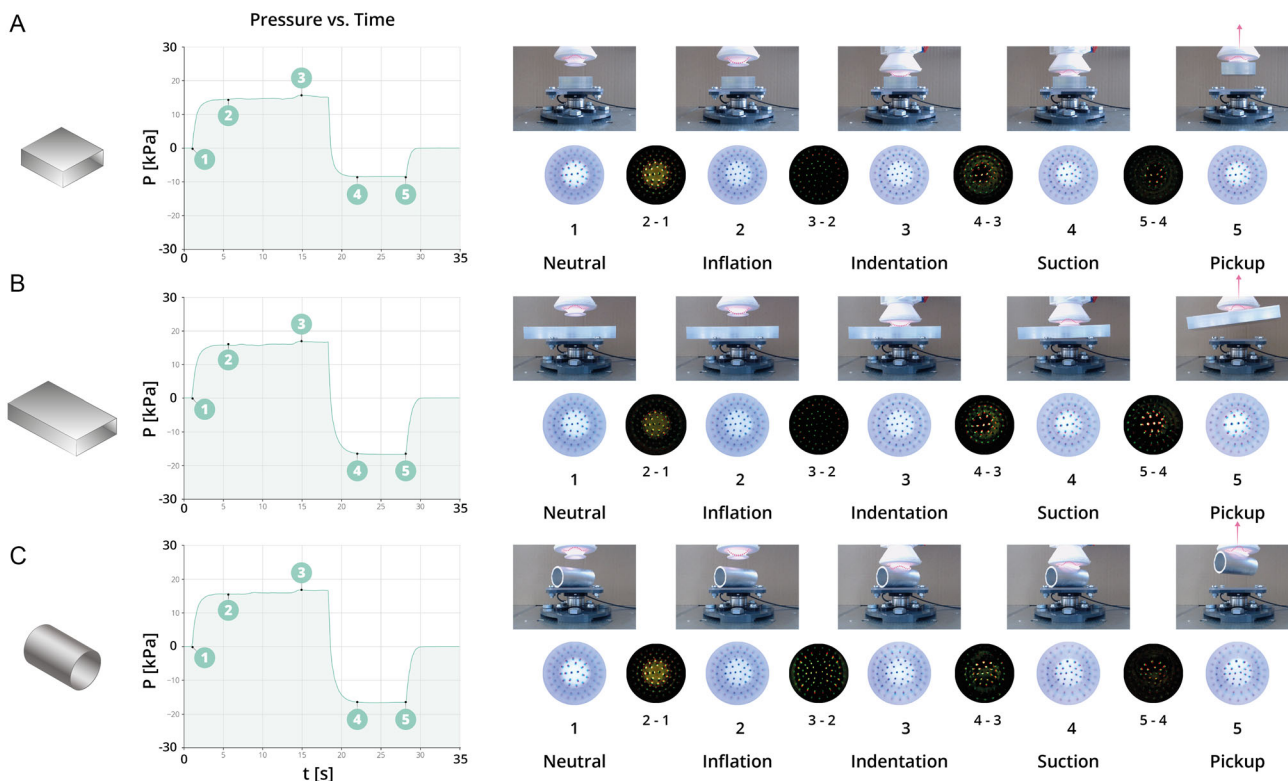 A
Pressure vs. Time
P [kPa]
30
20
10
0
−10
−20
-30
0
5
10
15
20
25
30
35
1
2
3
4
5
1
2 - 1
2
3 - 2
3
4 - 3
4
5 - 4
5
Neutral
Inflation
Indentation
Suction
Pickup
B
P [kPa]
30
20
10
0
−10
−20
-30
0
5
10
15
20
25
30
35
1
2
3
4
5
1
2 - 1
2
3 - 2
3
4 - 3
4
5 - 4
5
Neutral
Inflation
Indentation
Suction
Pickup
C
P [kPa]
30
20
10
0
−10
−20
-30
0
5
10
15
20
25
30
35
t [s]
1
2
3
4
5
1
2 - 1
2
3 - 2
3
4 - 3
4
5 - 4
5
Neutral
Inflation
Indentation
Suction
Pickup